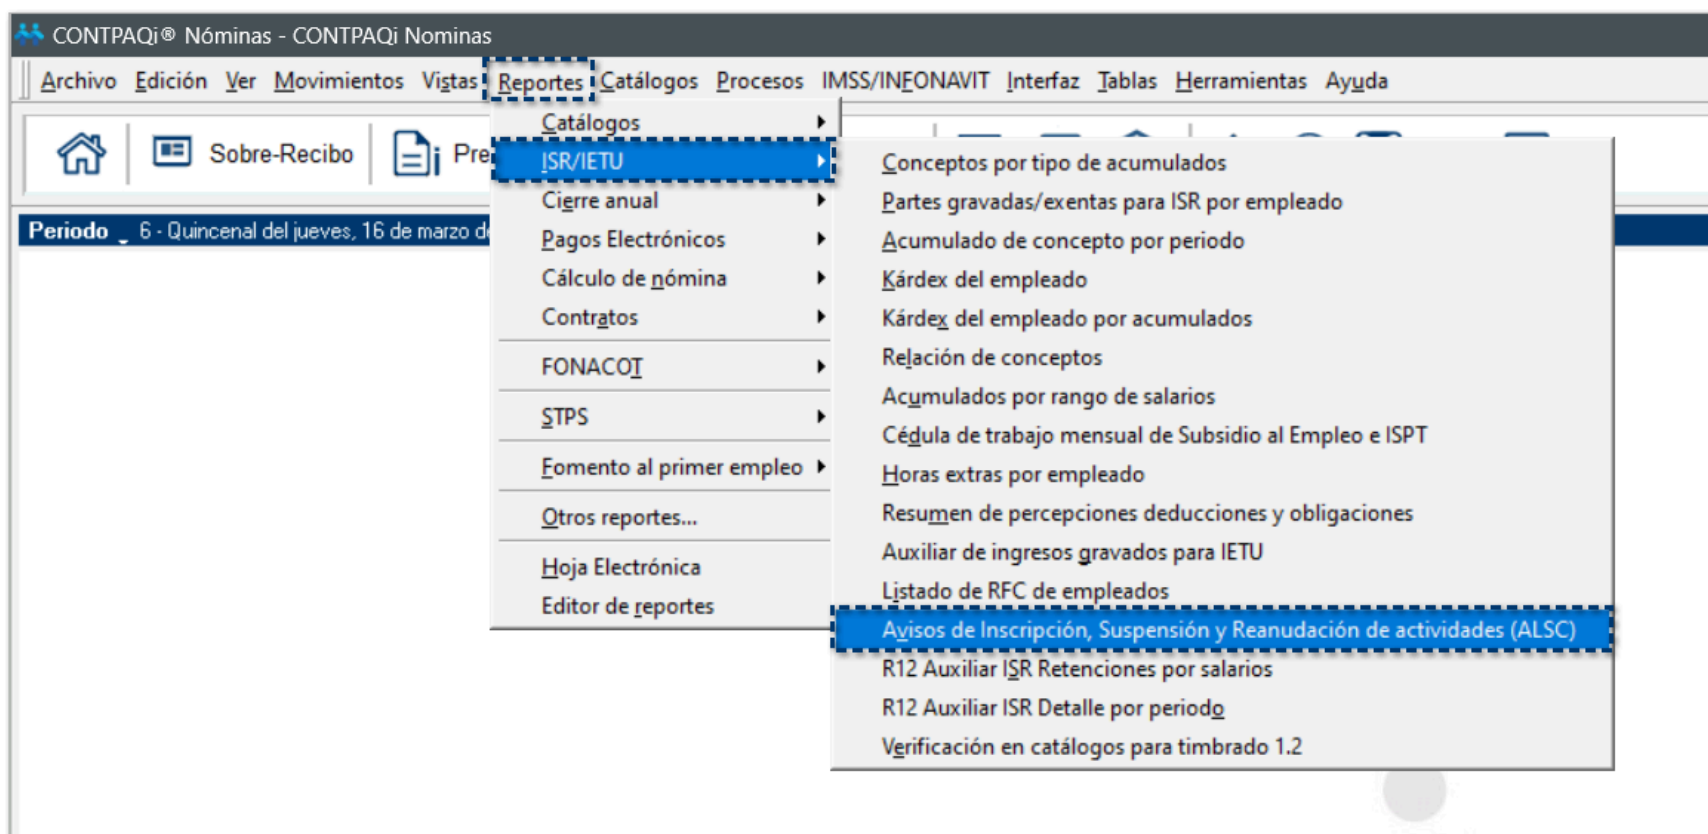 CONTPAQi® Nóminas - CONTPAQi Nominas
Archivo Edición Ver Movimientos Vistas Reportes Catálogos Procesos IMSS/INFONAVIT Interfaz Tablas Herramientas Ayuda
Sobre-Recibo Pre
Periodo 6 - Quincenal del jueves, 16 de marzo de
Catálogos
ISR/IETU
Cierre anual
Pagos Electrónicos
Cálculo de nómina
Contratos
FONACOT
STPS
Fomento al primer empleo
Otros reportes...
Hoja Electrónica
Editor de reportes
Conceptos por tipo de acumulados
Partes gravadas/exentas para ISR por empleado
Acumulado de concepto por periodo
Kárdex del empleado
Kárdex del empleado por acumulados
Relación de conceptos
Acumulados por rango de salarios
Cédula de trabajo mensual de Subsidio al Empleo e ISPT
Horas extras por empleado
Resumen de percepciones deducciones y obligaciones
Auxiliar de ingresos gravados para IETU
Listado de RFC de empleados
Avisos de Inscripción, Suspensión y Reanudación de actividades (ALSC)
R12 Auxiliar ISR Retenciones por salarios
R12 Auxiliar ISR Detalle por periodo
Verificación en catálogos para timbrado 1.2